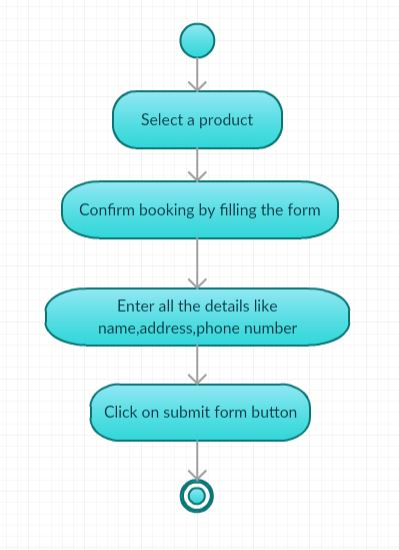 Select a product
Confirm booking by filling the form
Enter all the details like
name,address,phone number
Click on submit form button